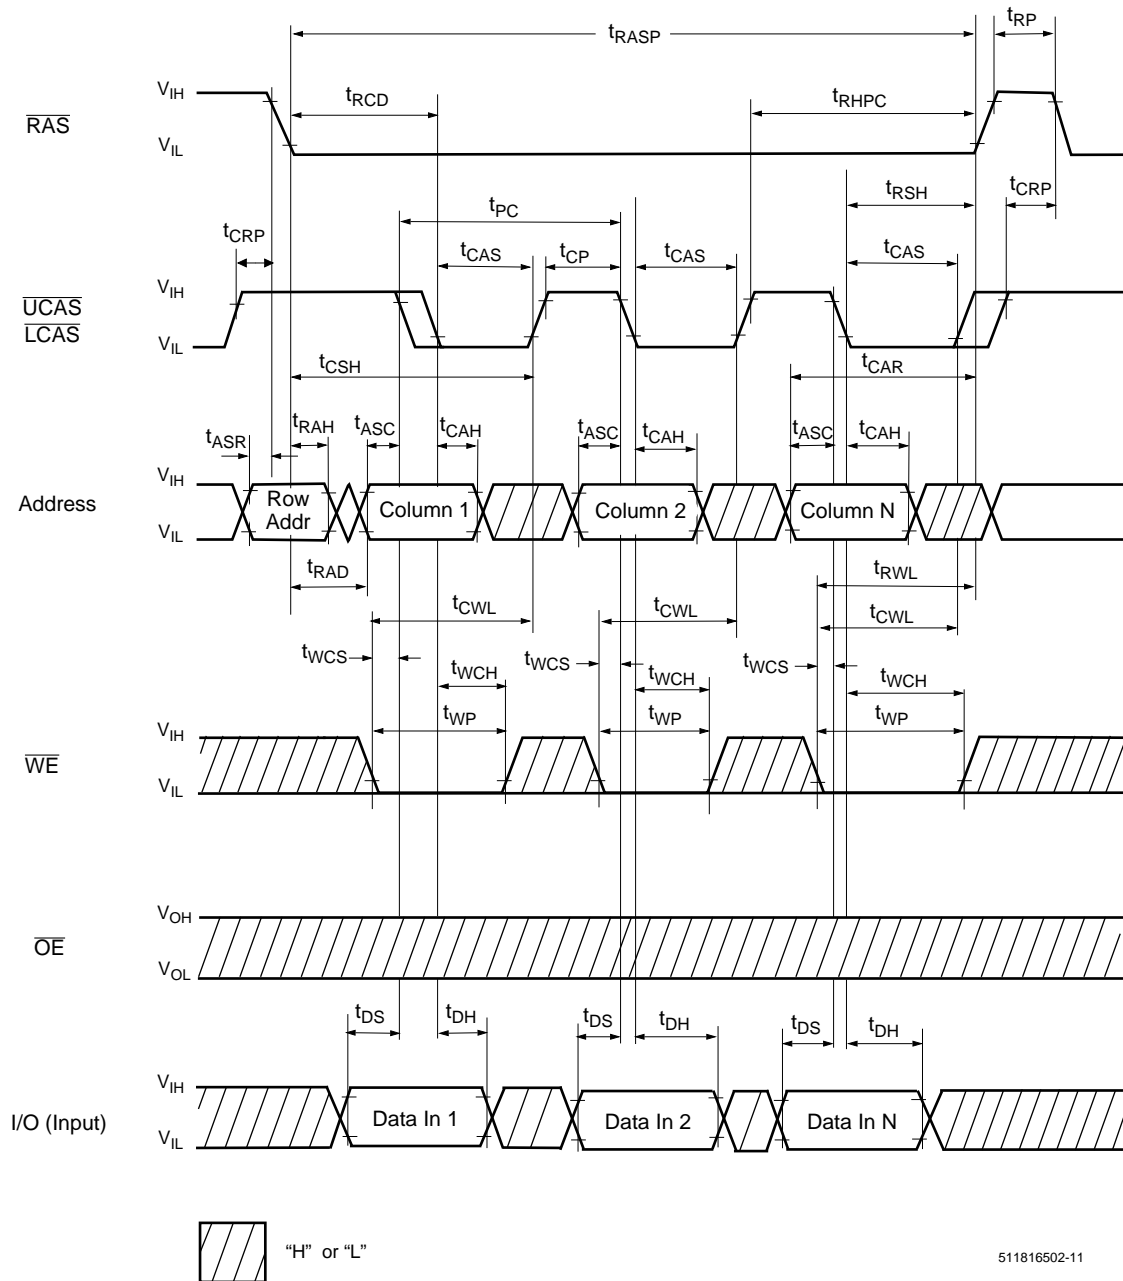 tRASP
tRP
VIH
RAS
VIL
tRCD
tRHPC
tRSH
tCRP
tPC
tCRP
tCAS
tCP
tCAS
tCAS
VIH
UCAS
LCAS
VIL
tCSH
tCAR
tASR
tRAH
tASC
tCAH
tASC
tCAH
tASC
tCAH
VIH
Address
VIL
Row
Addr
Column 1
Column 2
Column N
tRAD
tRWL
tCWL
tCWL
tCWL
tWCS
tWCS
tWCS
tWCH
tWCH
tWCH
tWP
tWP
tWP
VIH
WE
VIL
VOH
OE
VOL
tDS
tDH
tDS
tDH
tDS
tDH
VIH
I/O (Input)
VIL
Data In 1
Data In 2
Data In N
“H” or “L”
511816502-11